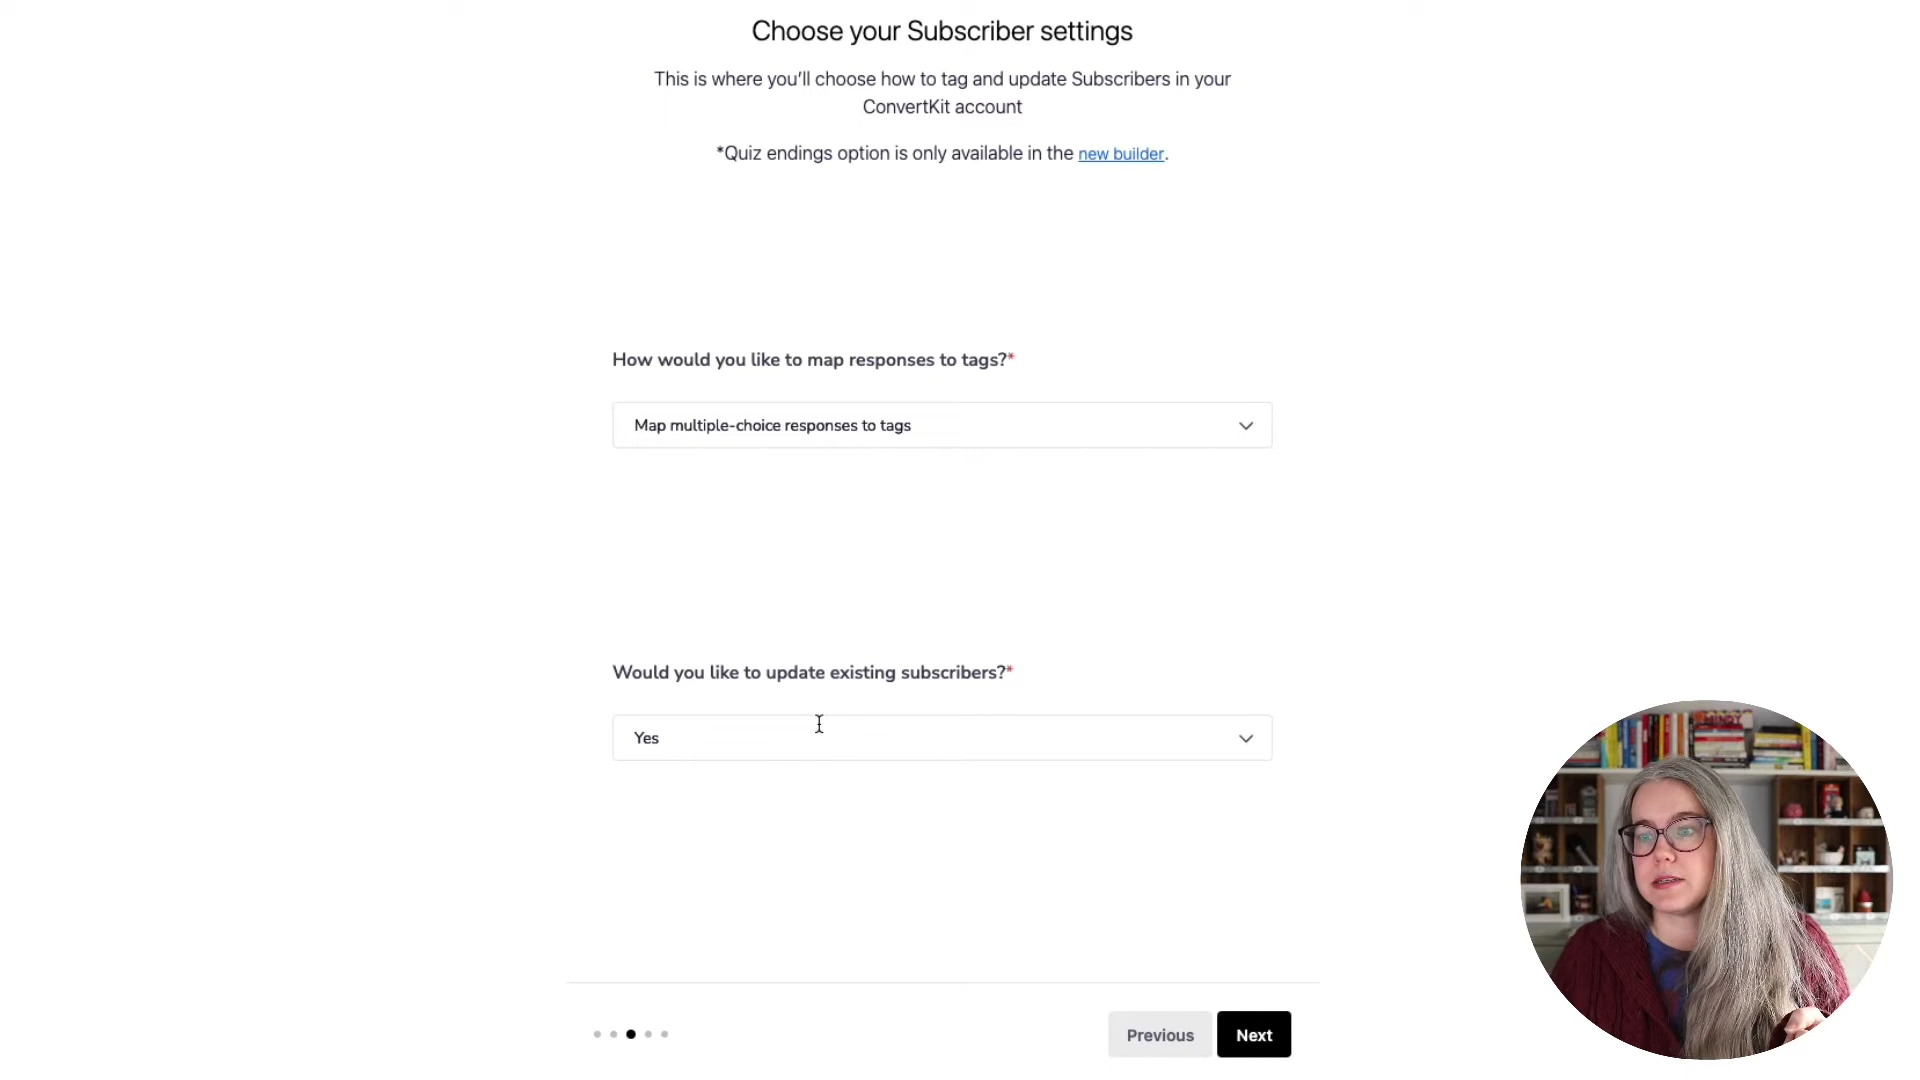 Choose your Subscriber settings
This is where you'll choose how to tag and update Subscribers in your
ConvertKit account
*Quiz endings option is only available in the new builder.
How would you like to map responses to tags?*
Map multiple-choice responses to tags
Would you like to update existing subscribers?*
Yes
Previous
Next